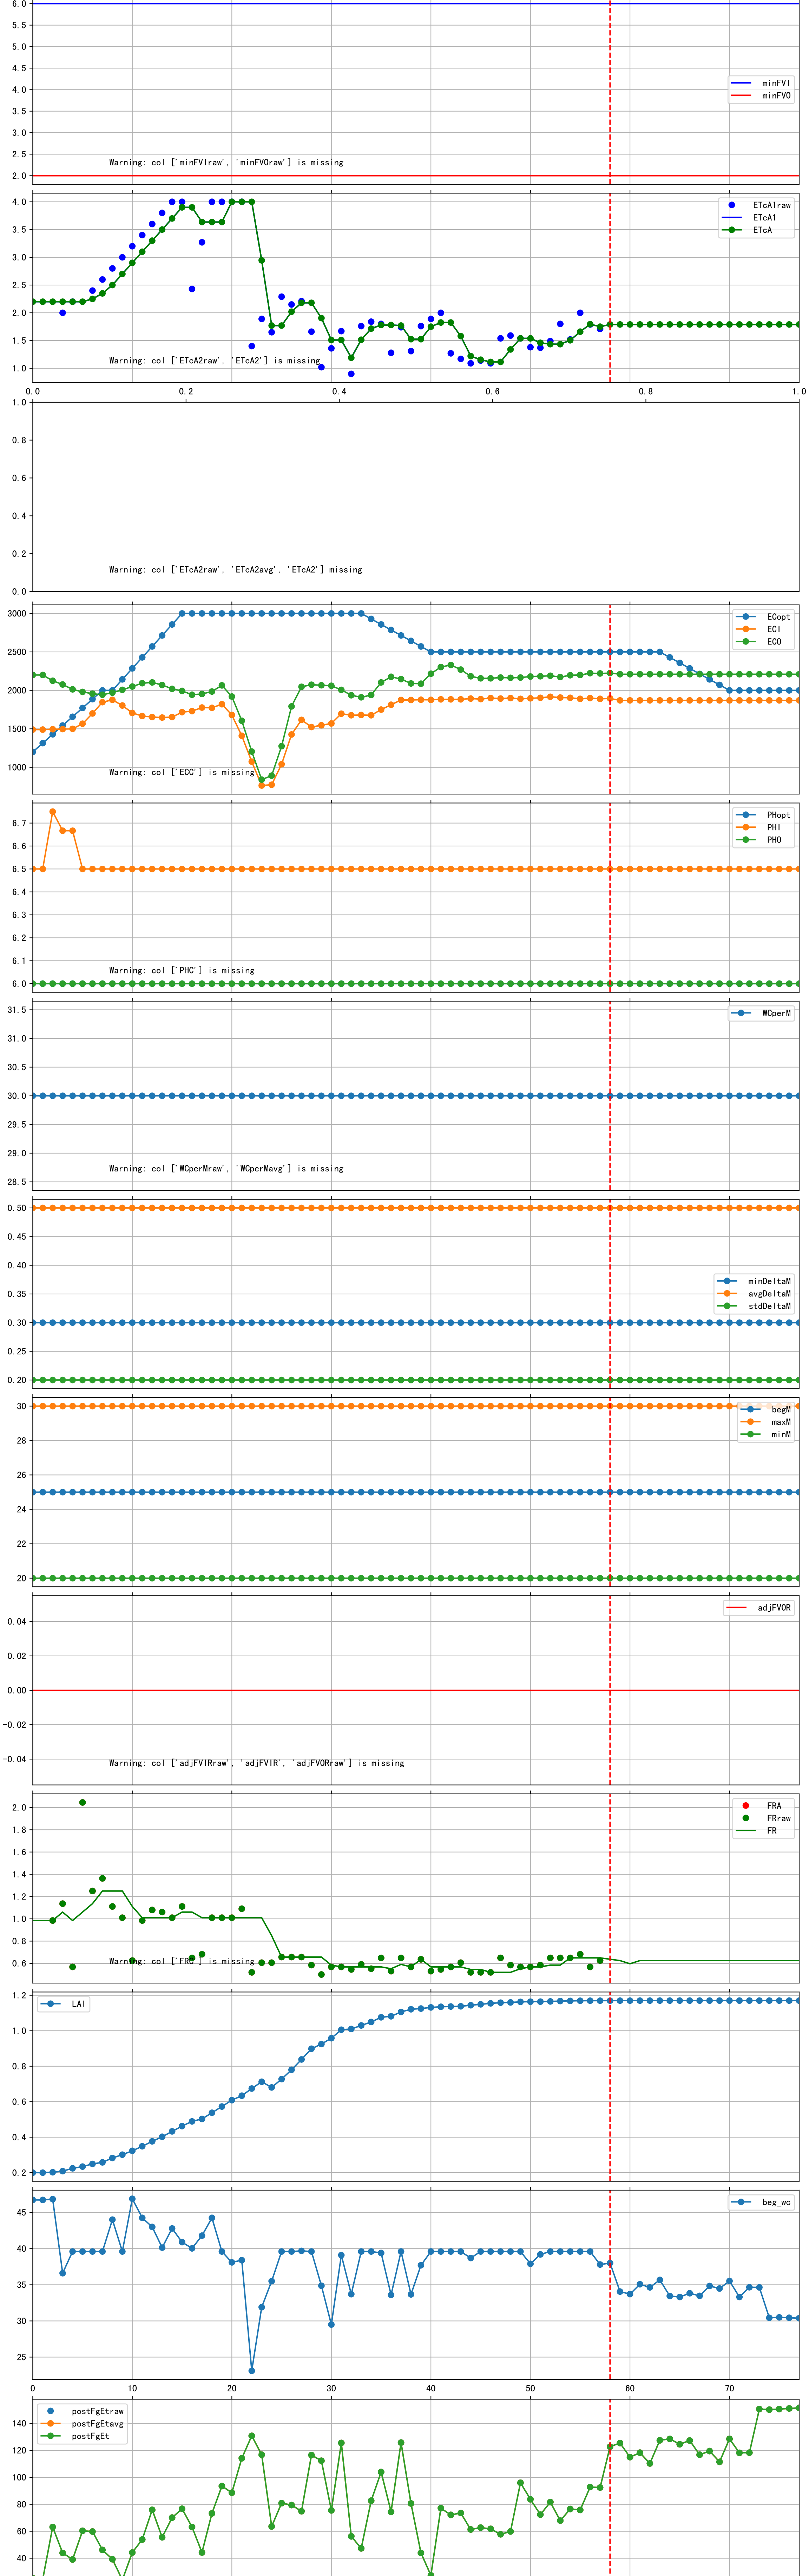 6.0
5.5
5.0
4.5
4.0
minFVI
minFVO
3.5
3.0
2.5
Warning: col ['minFVIraw', 'minFVOraw'] is missing
2.0
4.0
ETcA1raw
ETcA1
ETcA
3.5
3.0
2.5
2.0
1.5
Warning: col ['ETcA2raw', 'ETcA2'] is missing
1.0
0.0 0.2 0.4 0.6 0.8 1.0
1.0
0.8
0.6
0.4
0.2
Warning: col ['ETcA2raw', 'ETcA2avg', 'ETcA2'] missing
0.0
3000
ECopt
ECI
ECO
2500
2000
1500
1000
Warning: col ['ECC'] is missing
6.7
PHopt
PHI
PHO
6.6
6.5
6.4
6.3
6.2
6.1
Warning: col ['PHC'] is missing
6.0
31.5
WCperM
31.0
30.5
30.0
29.5
29.0
Warning: col ['WCperMraw', 'WCperMavg'] is missing
28.5
0.50
0.45
0.40
0.35
minDeltaM
avgDeltaM
stdDeltaM
0.30
0.25
0.20
30
begM
maxM
minM
28
26
24
22
20
adjFVOR
0.04
0.02
0.00
−0.02
−0.04
Warning: col ['adjFVIRraw', 'adjFVIR', 'adjFVORraw'] is missing
2.0
FRA
FRraw
FR
1.8
1.6
1.4
1.2
1.0
0.8
0.6
is missing
1.2
LAI
1.0
0.8
0.6
0.4
0.2
beg_wc
45
40
35
30
25
0 10 20 30 40 50 60 70
postFgEtraw
postFgEtavg
postFgEt
140
120
100
80
60
40